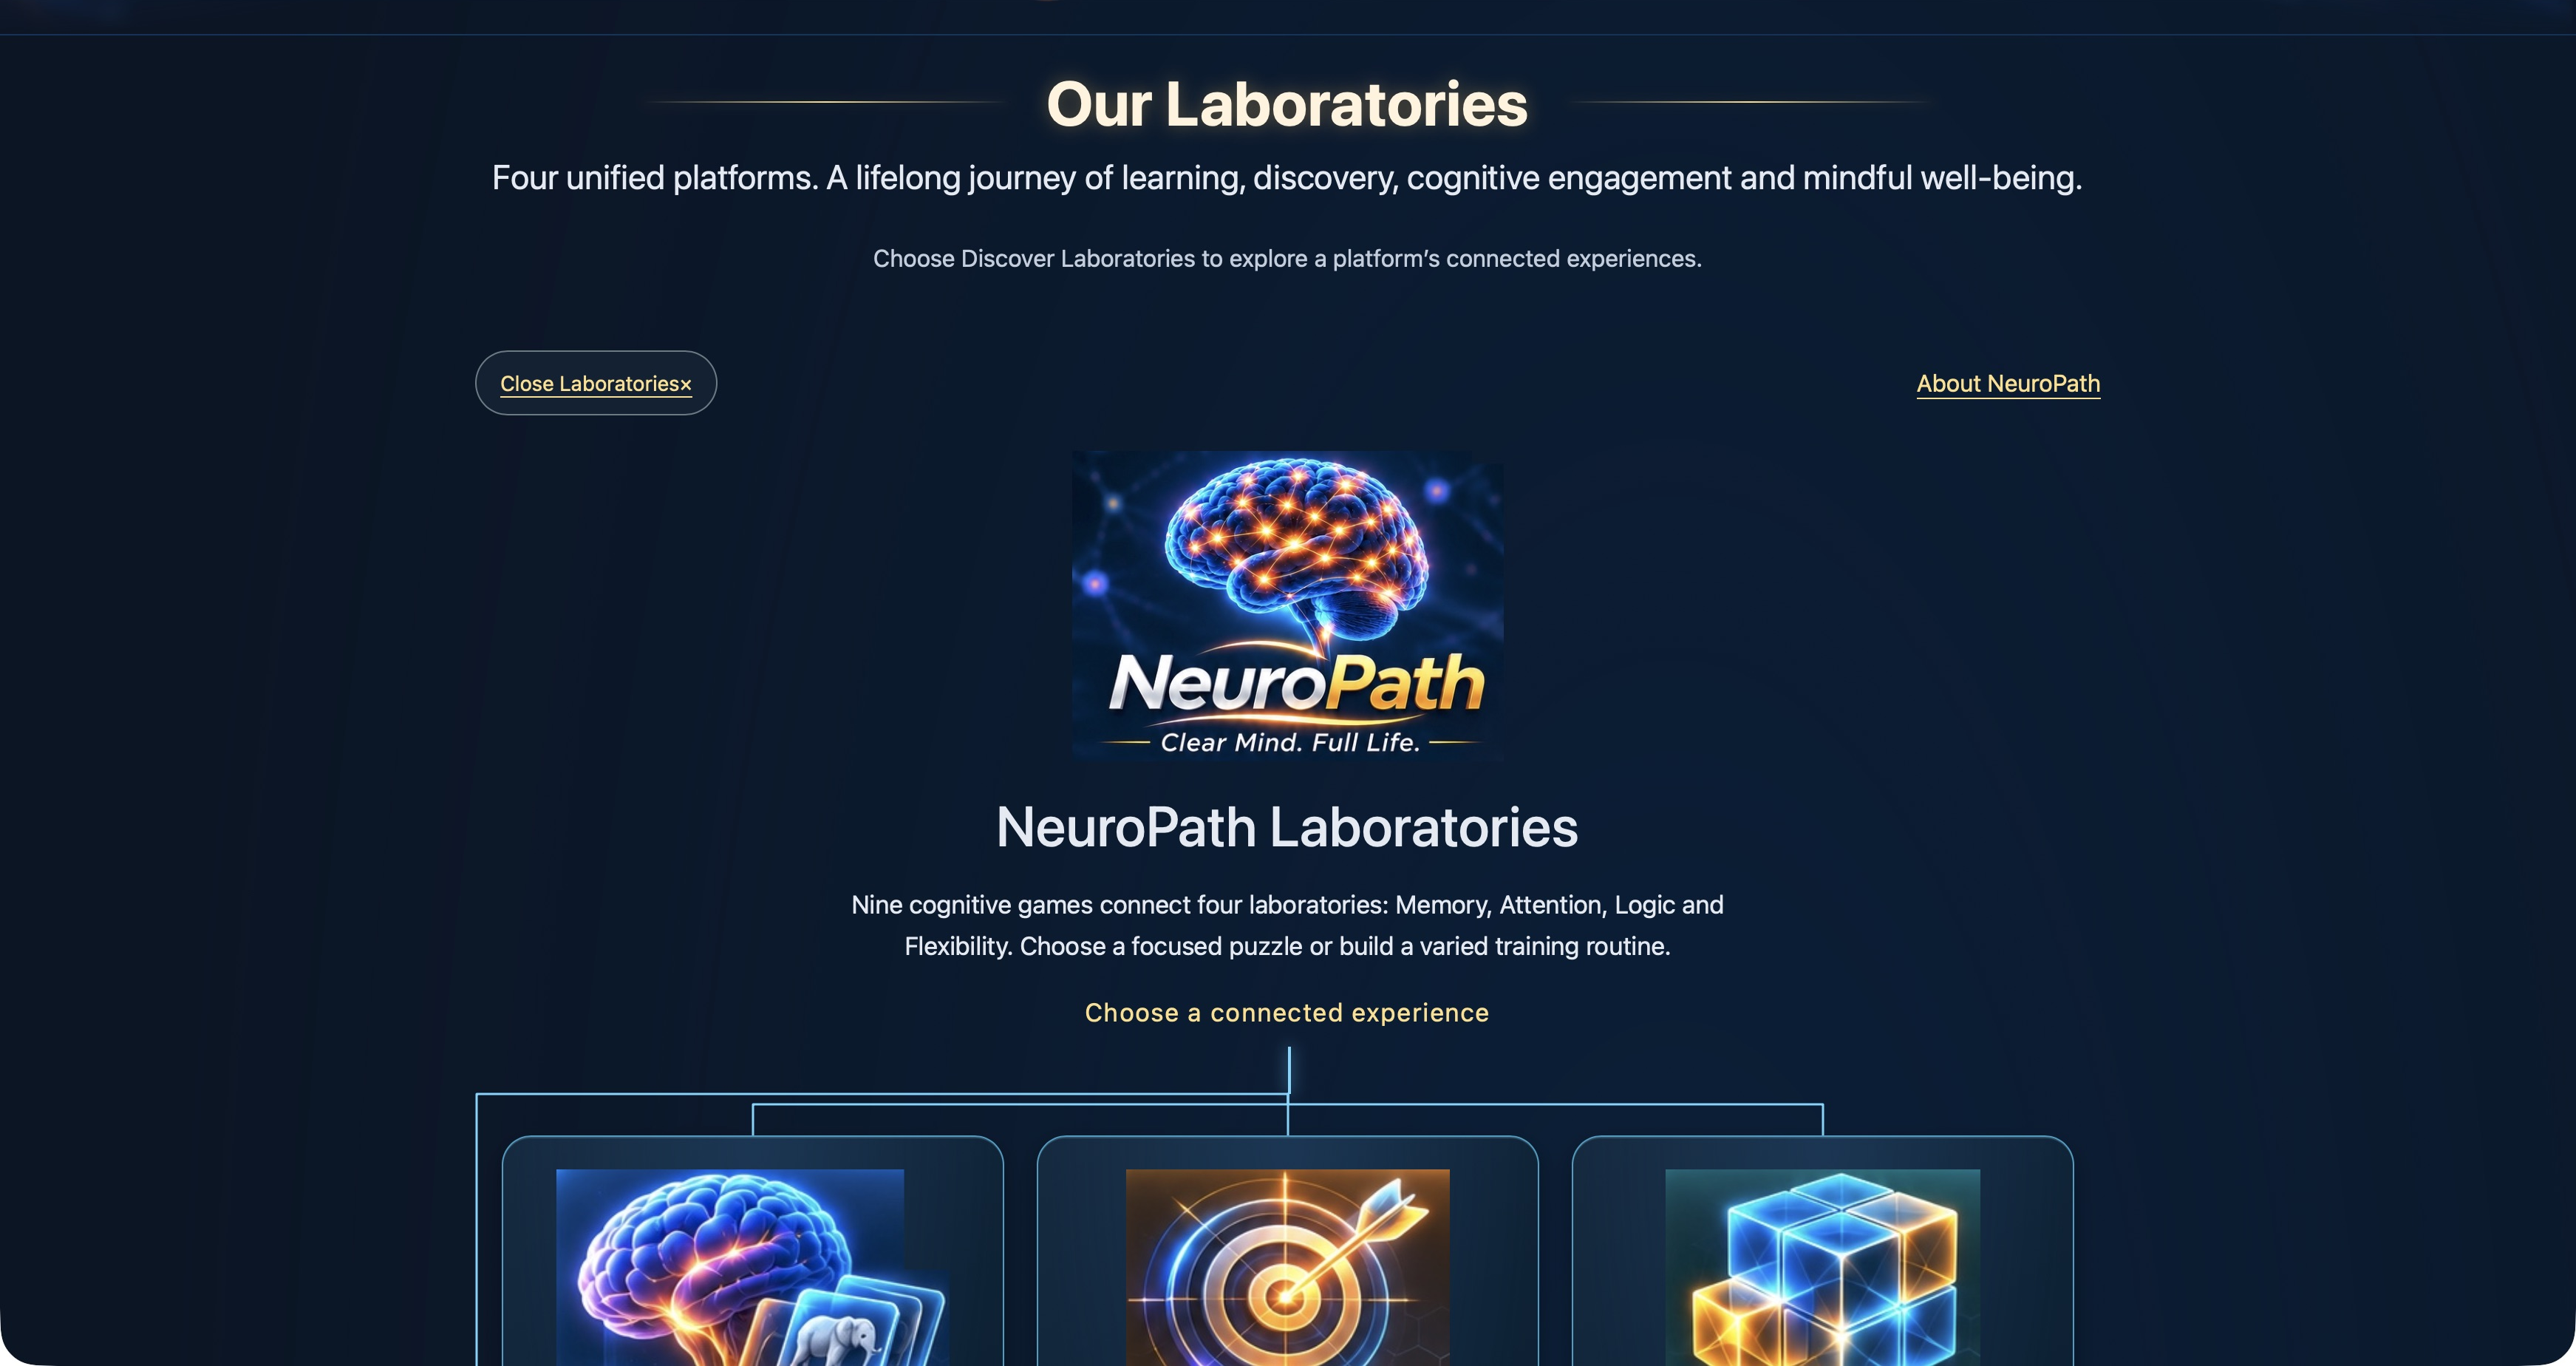 Our Laboratories
Four unified platforms. A lifelong journey of learning, discovery, cognitive engagement and mindful well-being.
Choose Discover Laboratories to explore a platform’s connected experiences.
Close Laboratories×
About NeuroPath
NeuroPath
Clear Mind. Full Life.
NeuroPath Laboratories
Nine cognitive games connect four laboratories: Memory, Attention, Logic and
Flexibility. Choose a focused puzzle or build a varied training routine.
Choose a connected experience